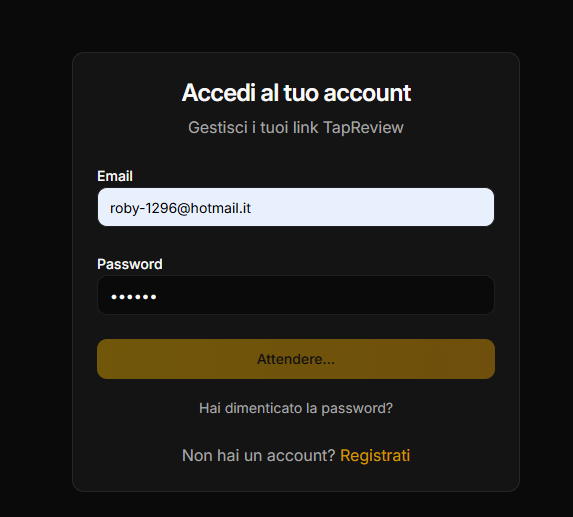 Accedi al tuo account
Gestisci i tuoi link TapReview
Email
roby-1296@hotmail.it
Password
••••••
Attendere...
Hai dimenticato la password?
Non hai un account? Registrati